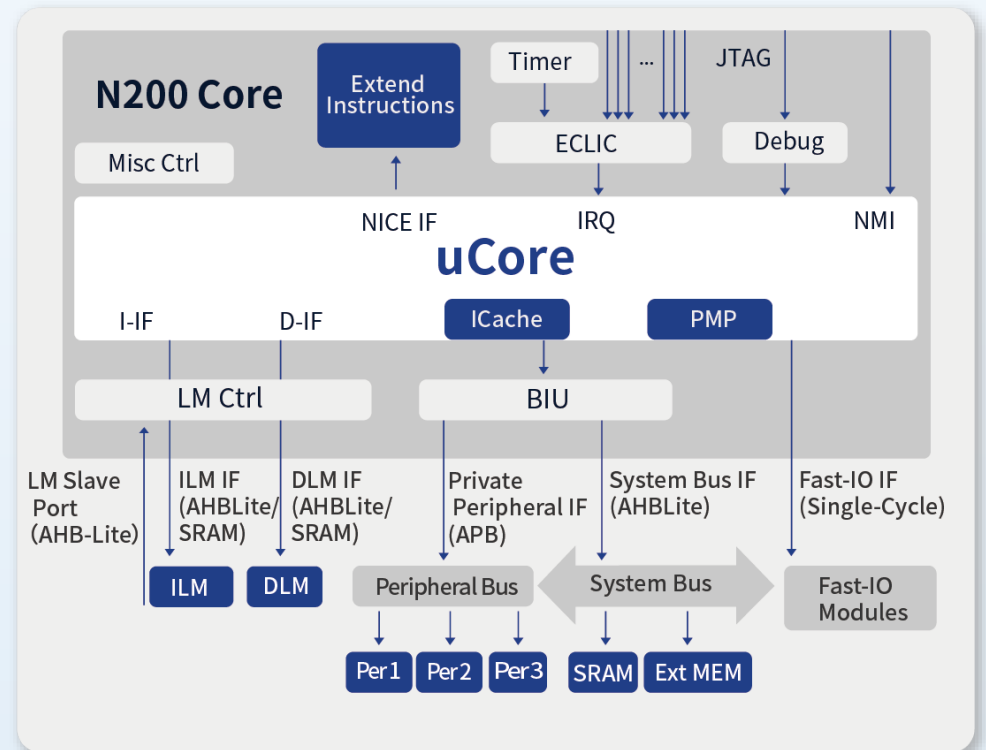 N200 Core
Extend
Instructions
Timer
...
JTAG
Misc Ctrl
ECLIC
Debug
NICE IF
IRQ
NMI
uCore
I-IF
D-IF
ICache
PMP
LM Ctrl
BIU
LM Slave
Port
(AHB-Lite)
ILM IF
(AHBLite/
SRAM)
DLM IF
(AHBLite/
SRAM)
Private
Peripheral IF
(APB)
System Bus IF
(AHBLite)
Fast-IO IF
(Single-Cycle)
ILM
DLM
Peripheral Bus
System Bus
Fast-IO
Modules
Per1
Per2
Per3
SRAM
Ext MEM